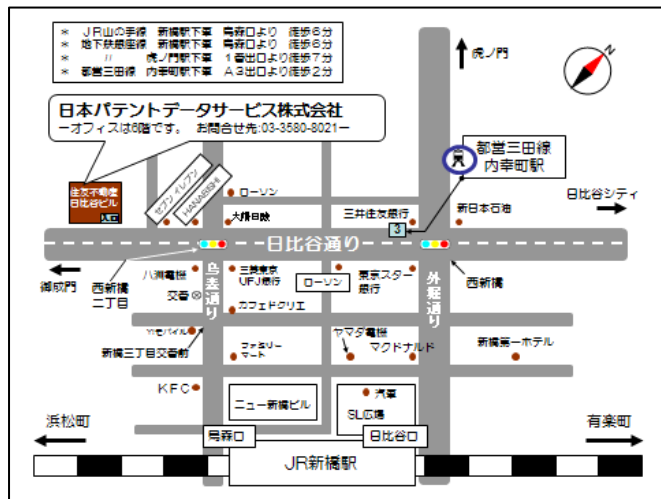 * JR山の手線 新橋駅下車 烏森口より 徒歩6分
* 地下鉄銀座線 新橋駅下車 烏森口より 徒歩6分
* 〃 虎ノ門駅下車 1番出口より徒歩7分
* 都営三田線 内幸町駅下車 A3出口より徒歩2分
虎ノ門
N
日本パテントデータサービス株式会社
ーオフィスは6階です。 お問合せ先:03-3580-8021ー
都営三田線
内幸町駅
住友不動産
日比谷ビル
入口
セブンイレブン
HANABISHI
ローソン
大陽日酸
三井住友銀行
3
新日本石油
日比谷シティ
日比谷通り
御成門
西新橋
二丁目
八洲電機
交番
烏森通り
三菱東京
UFJ銀行
カフェドクリエ
ローソン
東京スター
銀行
外堀通り
西新橋
Y!モバイル
新橋三丁目交番前
ファミリー
マート
ヤマダ電機
マクドナルド
新橋第一ホテル
KFC
ニュー新橋ビル
汽車
SL広場
浜松町
烏森口
日比谷口
有楽町
JR新橋駅